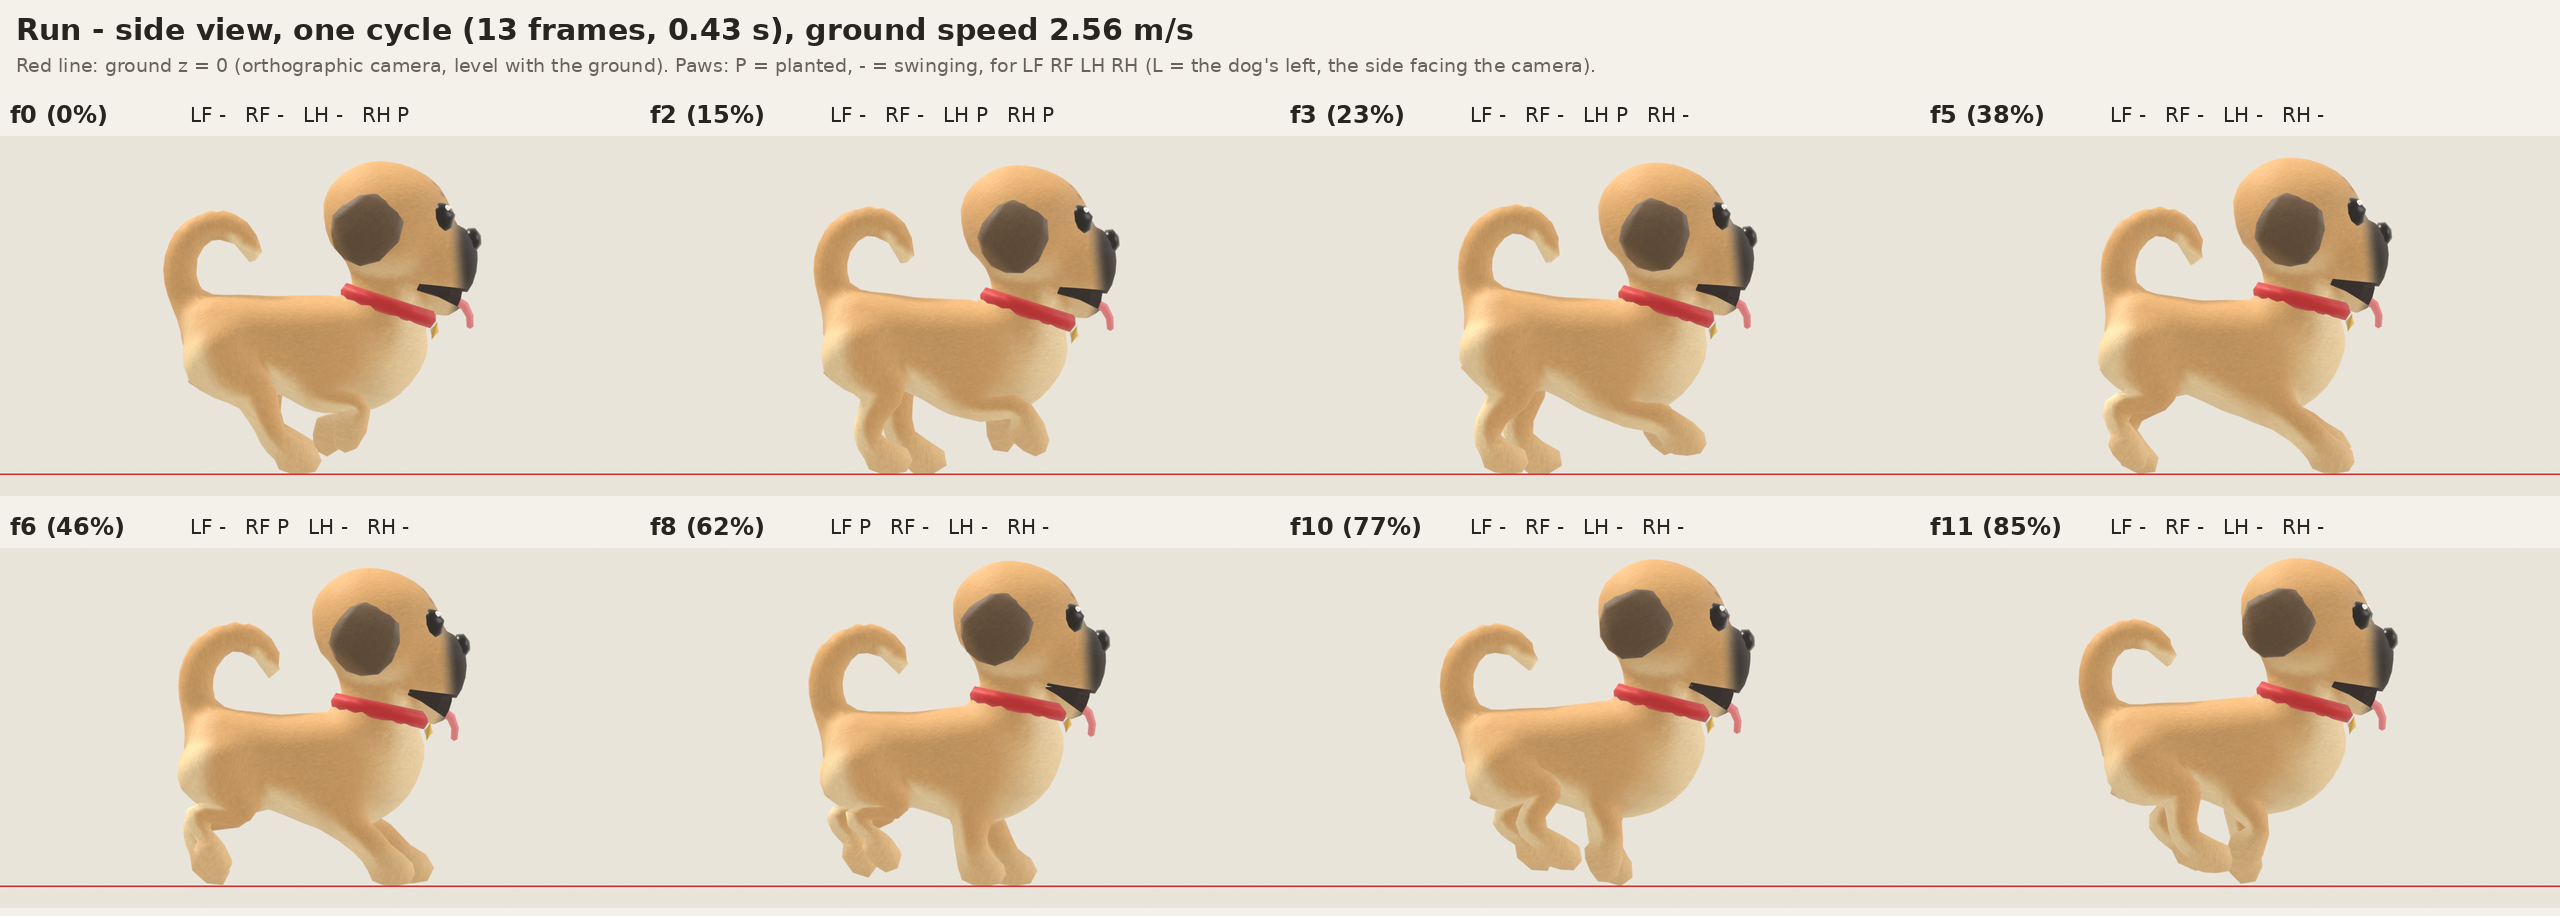 Run - side view, one cycle (13 frames, 0.43 s), ground speed 2.56 m/s
Red line: ground z = 0 (orthographic camera, level with the ground). Paws: P = planted, - = swinging, for LF RF LH RH (L = the dog's left, the side facing the camera).
f0 (0%) LF - RF - LH - RH P
f2 (15%) LF - RF - LH P RH P
f3 (23%) LF - RF - LH P RH -
f5 (38%) LF - RF - LH - RH -
f6 (46%) LF - RF P LH - RH -
f8 (62%) LF P RF - LH - RH -
f10 (77%) LF - RF - LH - RH -
f11 (85%) LF - RF - LH - RH -